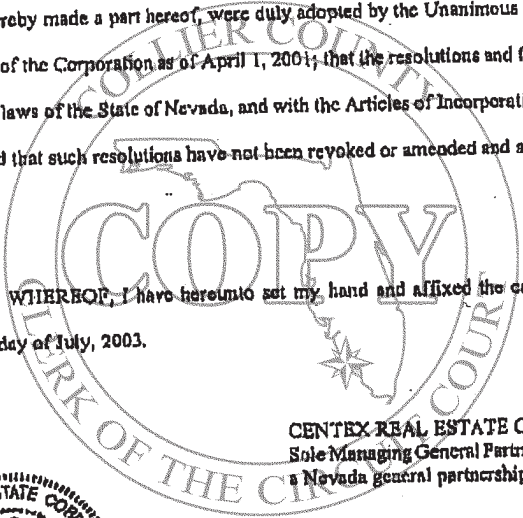 reby made a part hereof, were duly adopted by the Unanimous
of the Corporation as of April 1, 2001; that the resolutions and f
laws of the State of Nevada, and with the Articles of Incorporati
d that such resolutions have not been revoked or amended and a
COLLIER COUNTY
COPY
CLERK OF THE CIRCUIT COURT
WHEREOF, I have hereunto set my hand and affixed the co
day of July, 2003.
CENTEX REAL ESTATE C
Sole Managing General Partn
a Nevada general partnership